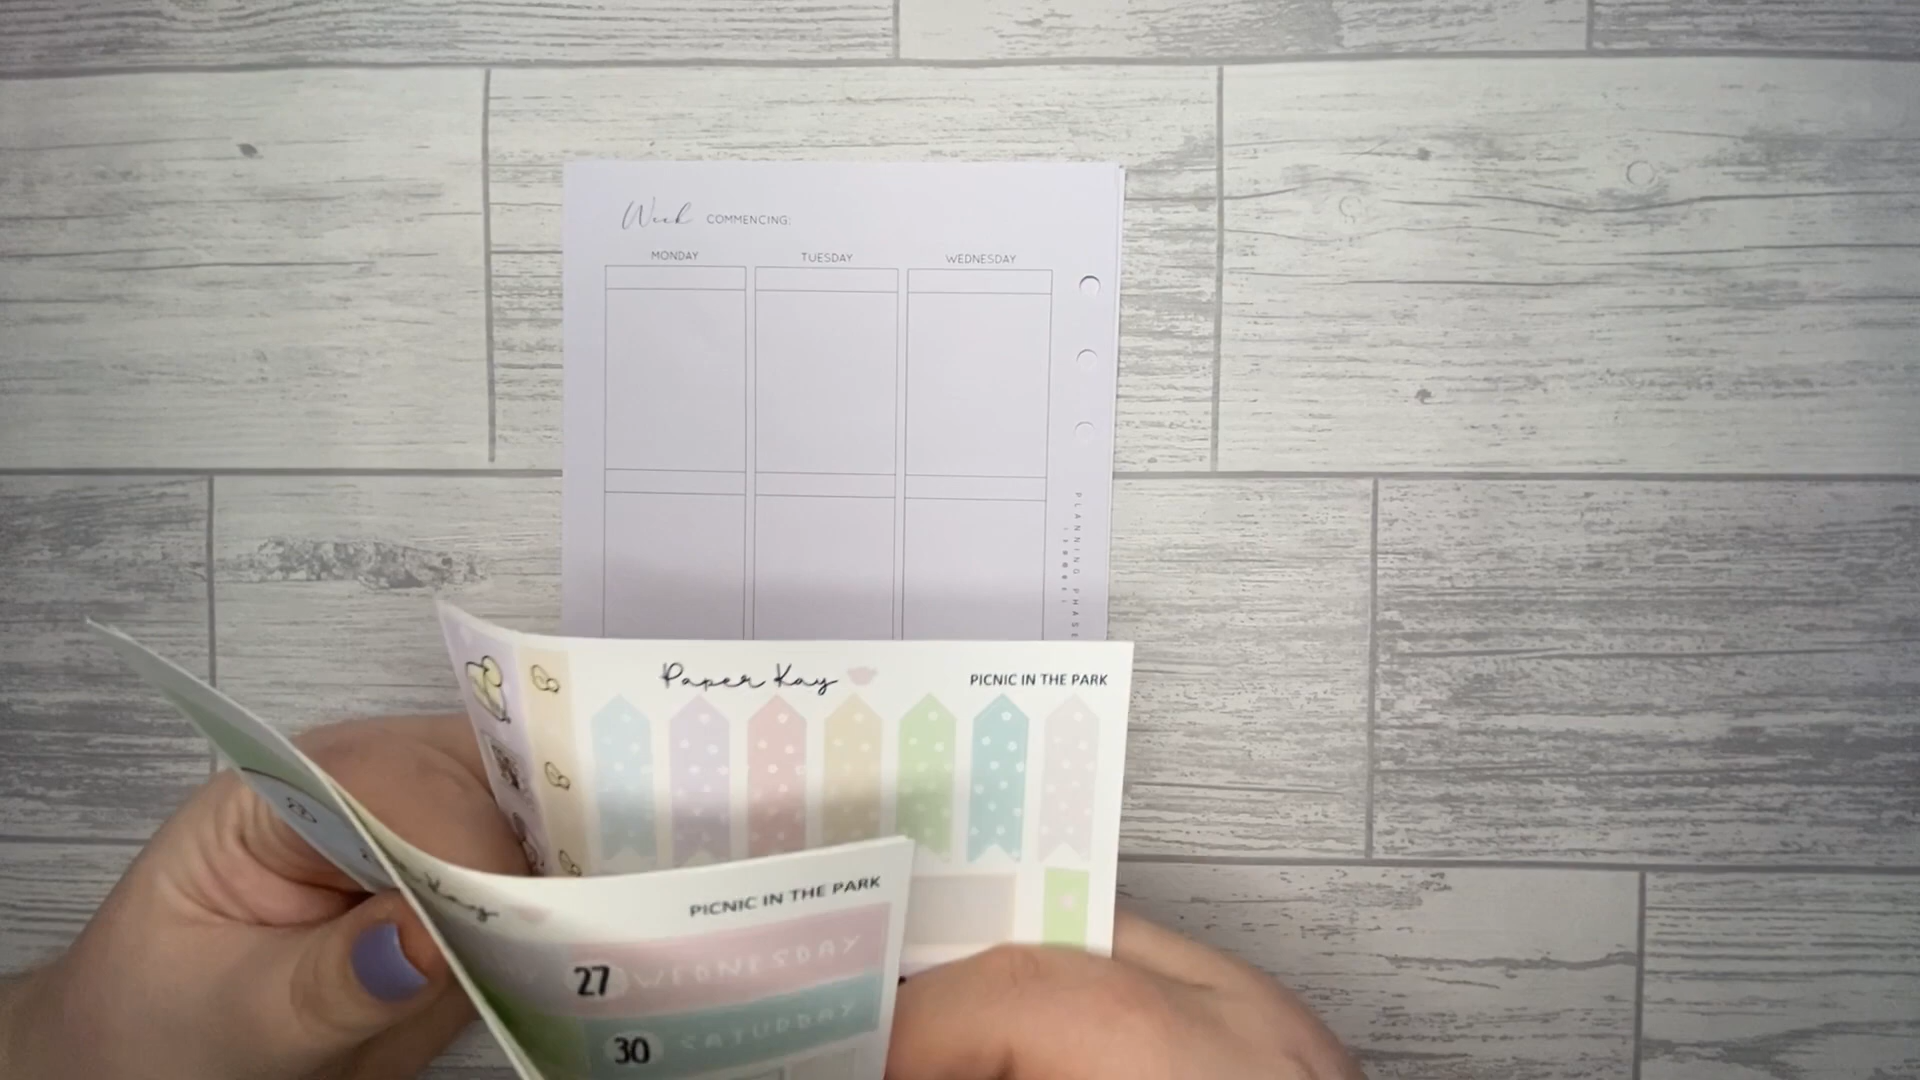 Week COMMENCING:
MONDAY TUESDAY WEDNESDAY
PLANNING PHASE
Paper Kay PICNIC IN THE PARK
PICNIC IN THE PARK
27 WEDNESDAY
30 SATURDAY